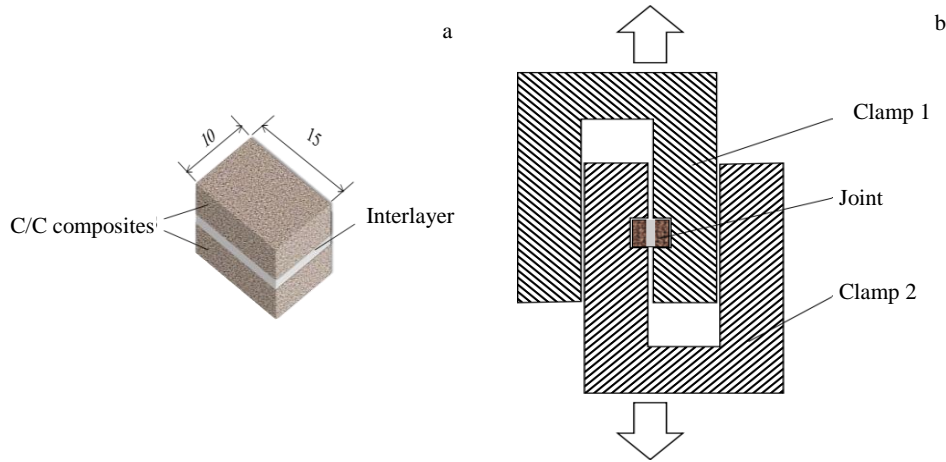 a
10
15
C/C composites
Interlayer
b
Clamp 1
Joint
Clamp 2